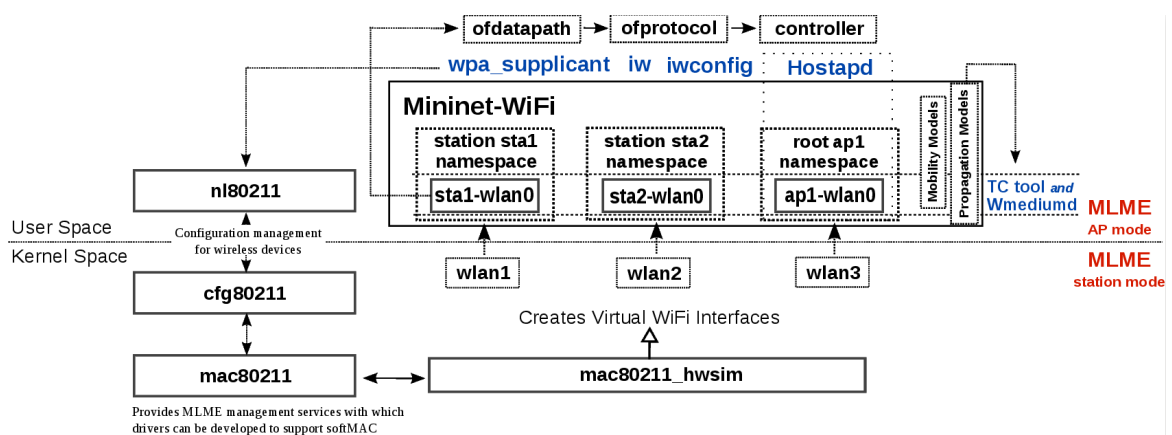 ofdatapath
ofprotocol
controller
wpa_supplicant iw iwconfig Hostapd
Mininet-WiFi
station sta1
namespace
sta1-wlan0
station sta2
namespace
sta2-wlan0
root ap1
namespace
ap1-wlan0
Mobility Models
Propagation Models
TC tool and
Wmediumd
MLME
AP mode
MLME
station mode
nl80211
User Space
Kernel Space
Configuration management
for wireless devices
cfg80211
wlan1
wlan2
wlan3
Creates Virtual WiFi Interfaces
mac80211
mac80211_hwsim
Provides MLME management services with which
drivers can be developed to support softMAC